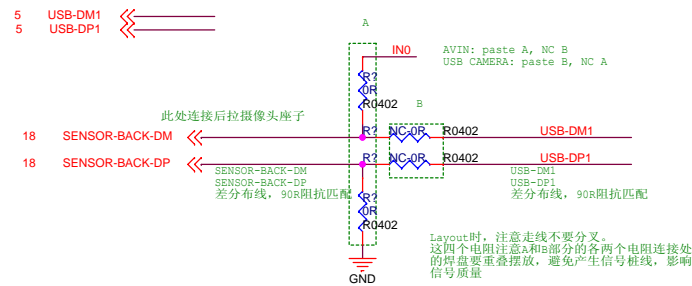 5 USB-DM1
5 USB-DP1
A
IN0
AVIN: paste A, NC B
USB CAMERA: paste B, NC A
R?
0R
R0402
B
此处连接后拉摄像头座子
18 SENSOR-BACK-DM
R? NC-0R R0402 USB-DM1
18 SENSOR-BACK-DP
R? NC-0R R0402 USB-DP1
SENSOR-BACK-DM
SENSOR-BACK-DP
差分布线，90R阻抗匹配
USB-DM1
USB-DP1
差分布线，90R阻抗匹配
R?
0R
R0402
GND
Layout时，注意走线不要分叉。
这四个电阻注意A和B部分的各两个电阻连接处
的焊盘要重叠摆放，避免产生信号桩线，影响
信号质量